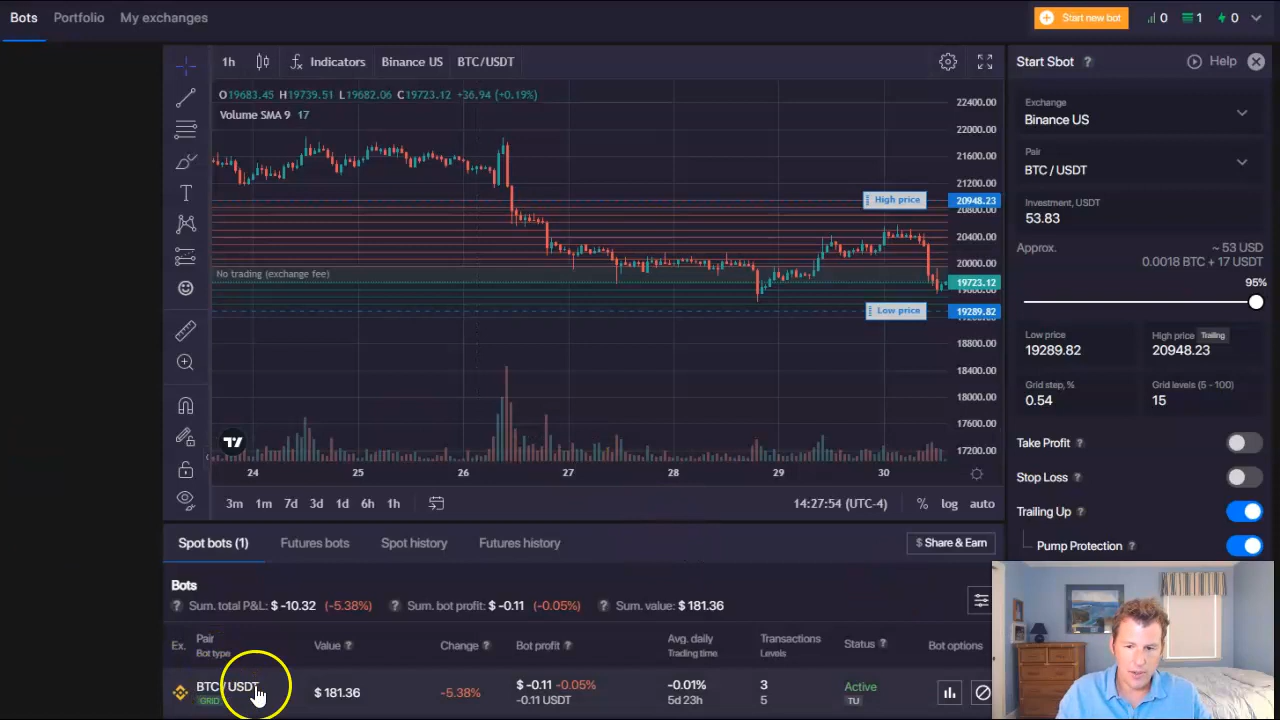 Bots Portfolio My exchanges
Start new bot 0 1 0
1h Indicators Binance US BTC/USDT
O19683.45 H19739.51 L19682.06 C19723.12 +36.94 (+0.19%)
Volume SMA 9 17
22400.00
22000.00
21600.00
21200.00
High price 20948.23
20800.00
20400.00
20000.00
No trading (exchange fee)
19723.12
19600.00
Low price 19289.82
18800.00
18400.00
18000.00
17600.00
17200.00
24 25 26 27 28 29 30
3m 1m 7d 3d 1d 6h 1h 14:27:54 (UTC-4) % log auto
Start Sbot ? Help
Exchange
Binance US
Pair
BTC / USDT
Investment, USDT
53.83
Approx. ~ 53 USD
0.0018 BTC + 17 USDT
95%
Low price High price Trailing
19289.82 20948.23
Grid step, % Grid levels (5 - 100)
0.54 15
Take Profit ?
Stop Loss ?
Trailing Up ?
Pump Protection ?
Spot bots (1) Futures bots Spot history Futures history $ Share & Earn
Bots
? Sum. total P&L: $ -10.32 (-5.38%) ? Sum. bot profit: $ -0.11 (-0.05%) ? Sum. value: $ 181.36
Ex. Pair Value ? Change ? Bot profit ? Avg. daily Transactions Status ? Bot options
Bot type Trading time Levels
BTC/USDT $ 181.36 -5.38% $ -0.11 -0.05% -0.01% 3 Active
GRID -0.11 USDT 5d 23h 5 TU